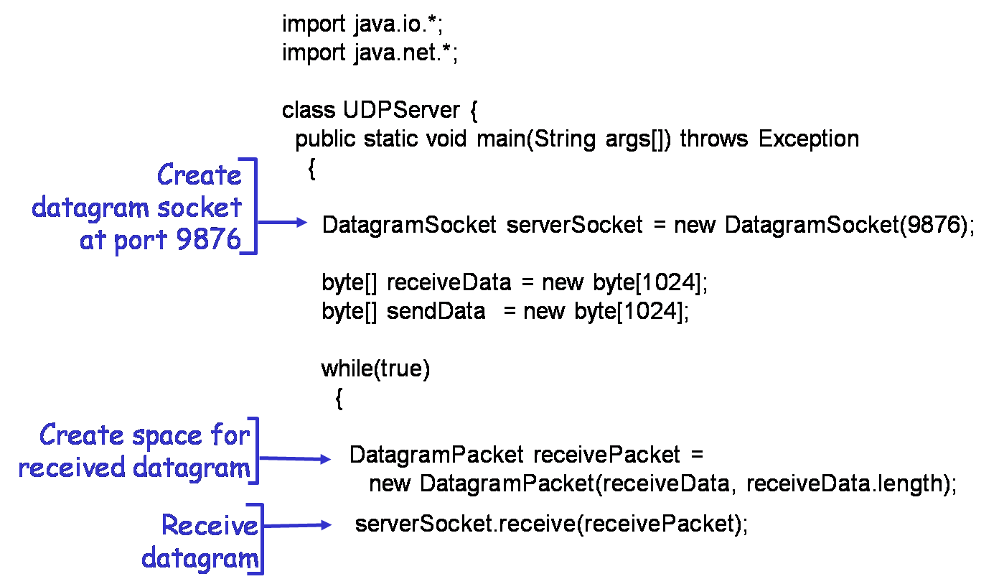 import java.io.*;
import java.net.*;
class UDPServer {
public static void main(String args[]) throws Exception
{
Create
datagram socket
at port 9876
DatagramSocket serverSocket = new DatagramSocket(9876);
byte[] receiveData = new byte[1024];
byte[] sendData = new byte[1024];
while(true)
{
Create space for
received datagram
DatagramPacket receivePacket =
new DatagramPacket(receiveData, receiveData.length);
Receive
datagram
serverSocket.receive(receivePacket);